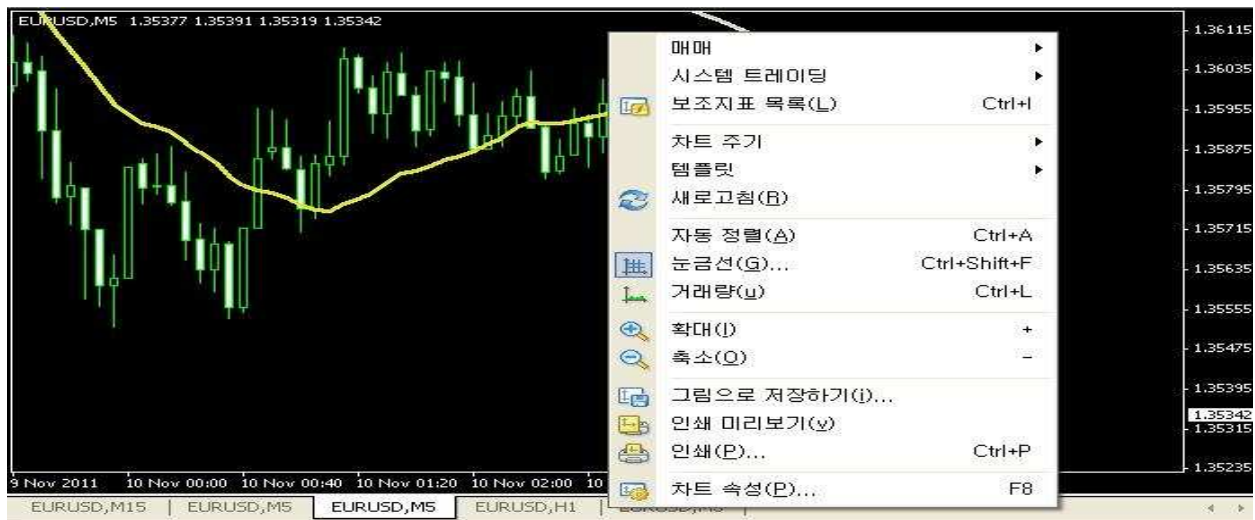 EURUSD,M5 1.35377 1.35391 1.35319 1.35342
매매
시스템 트레이딩
보조지표 목록(L) Ctrl+I
차트 주기
템플릿
새로고침(R)
자동 정렬(A) Ctrl+A
눈금선(G)... Ctrl+Shift+F
거래량(u) Ctrl+L
확대(I) +
축소(O) -
그림으로 저장하기(i)...
인쇄 미리보기(v)
인쇄(P)... Ctrl+P
차트 속성(P)... F8
1.36115
1.36035
1.35955
1.35875
1.35795
1.35715
1.35635
1.35555
1.35475
1.35395
1.35342
1.35315
1.35235
9 Nov 2011 10 Nov 00:00 10 Nov 00:40 10 Nov 01:20 10 Nov 02:00 10
EURUSD,M15 | EURUSD,M5 EURUSD,M5 EURUSD,H1 |